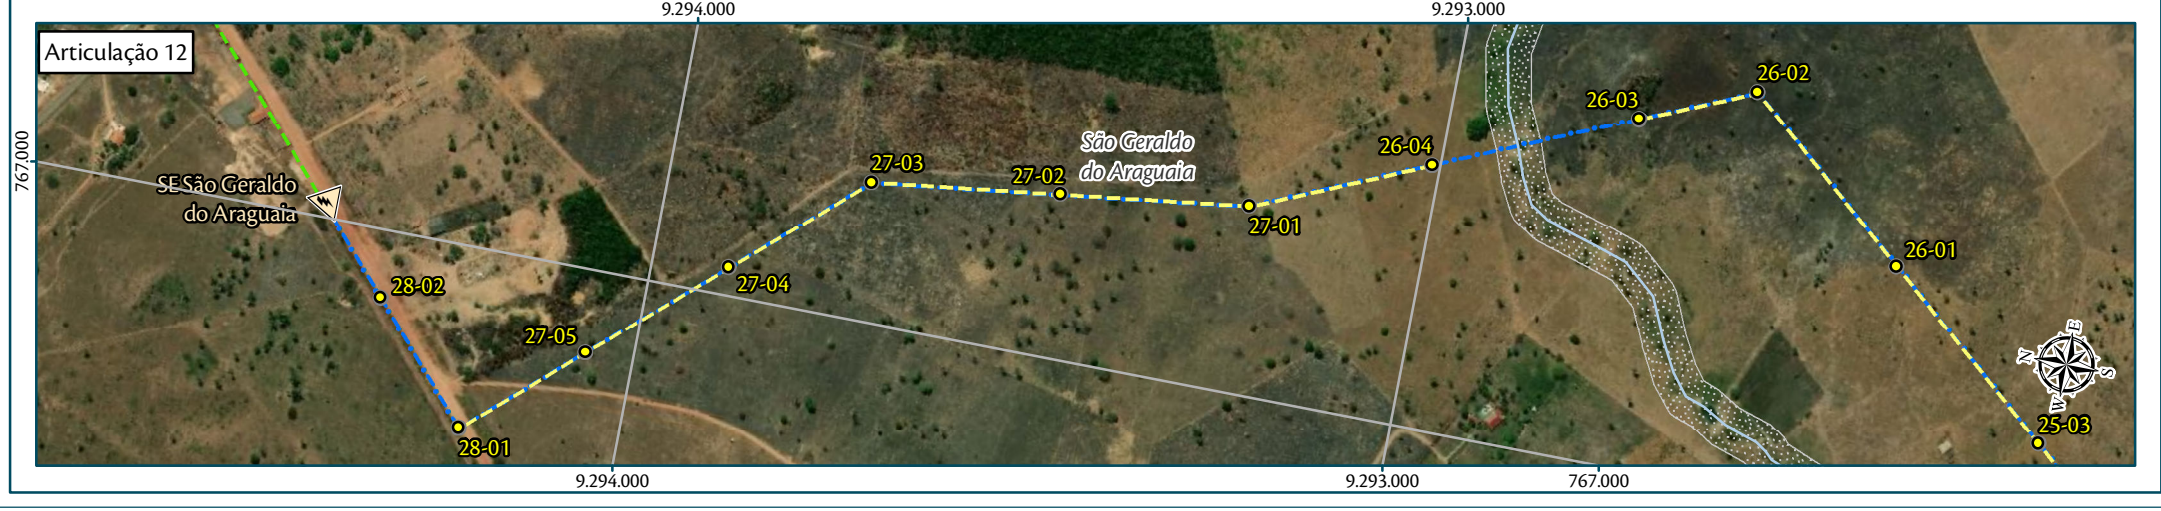 9.294.000
9.293.000
Articulação 12
26-02
26-03
São Geraldo
do Araguaia
26-04
767.000
27-03
27-02
SE São Geraldo
do Araguaia
27-01
26-01
28-02
27-04
27-05
N
E
S
W
25-03
28-01
9.294.000
9.293.000
767.000